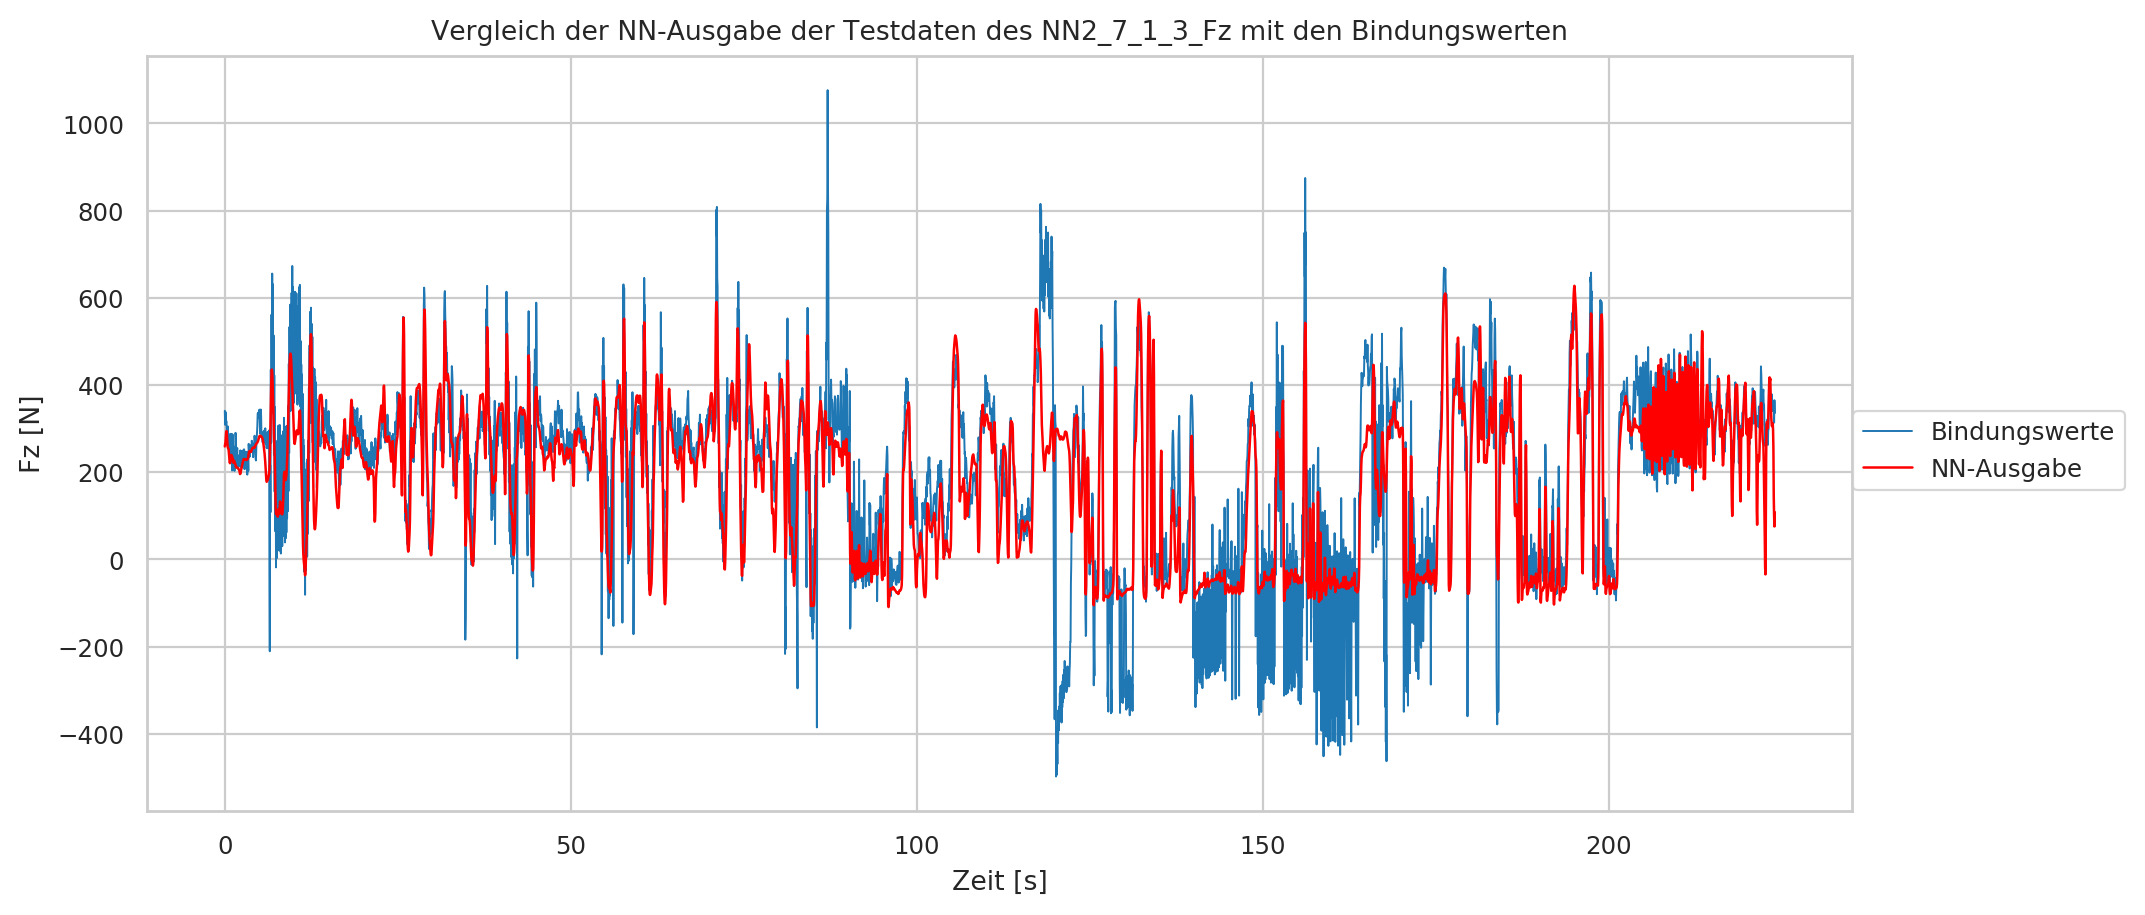 Vergleich der NN-Ausgabe der Testdaten des NN2_7_1_3_Fz mit den Bindungswerten
Fz [N]
1000
800
600
400
200
0
−200
−400
0
50
100
150
200
Zeit [s]
Bindungswerte
NN-Ausgabe